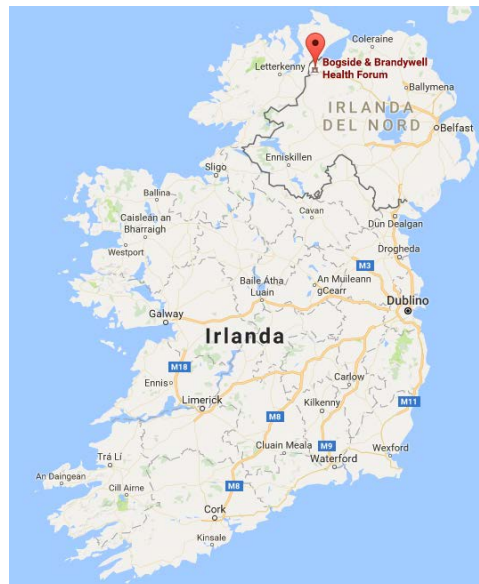 Coleraine
Letterkenny
Bogside & Brandywell
Health Forum
Ballymena
IRLANDA
DEL NORD
Belfast
Enniskillen
Sligo
Ballina
Cavan
Dún Dealgan
Caisleán an
Bharraigh
Westport
Drogheda
M3
Baile Átha
Luain
An Muileann
gCearr
Dublino
Galway
Irlanda
M18
Ennis
Carlow
M11
Limerick
Kilkenny
M8
Cluain Meala
M9
Wexford
Waterford
Trá Lí
An Daingean
Cill Airne
M8
Cork
Kinsale